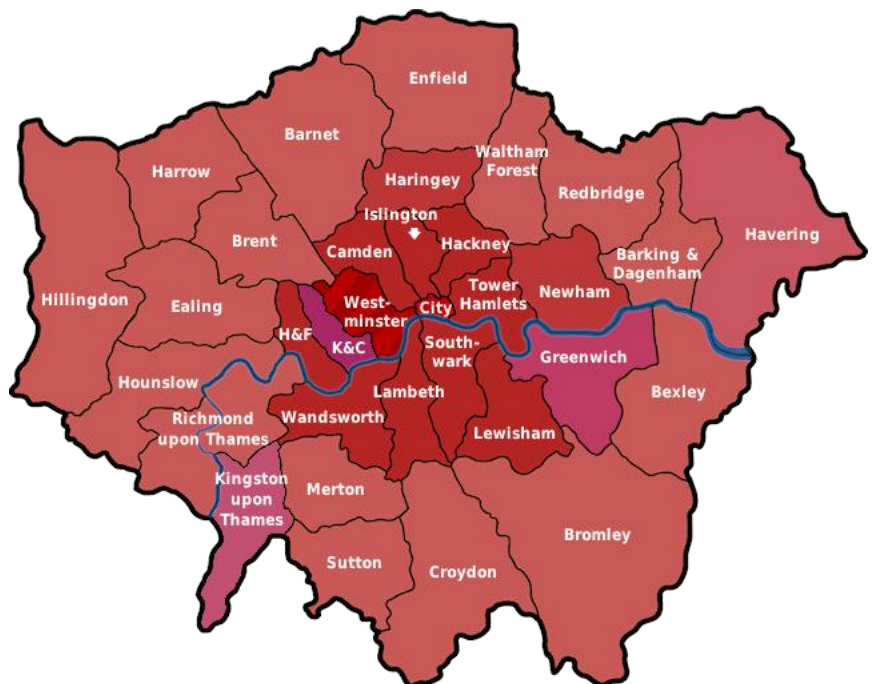 Enfield
Barnet
Waltham
Forest
Harrow
Haringey
Redbridge
Islington
Havering
Brent
Camden
Hackney
Barking &
Dagenham
Hillingdon
Ealing
West-
minster
City
Tower
Hamlets
Newham
H&F
K&C
South-
wark
Greenwich
Hounslow
Lambeth
Bexley
Richmond
upon Thames
Wandsworth
Lewisham
Kingston
upon
Thames
Merton
Bromley
Sutton
Croydon